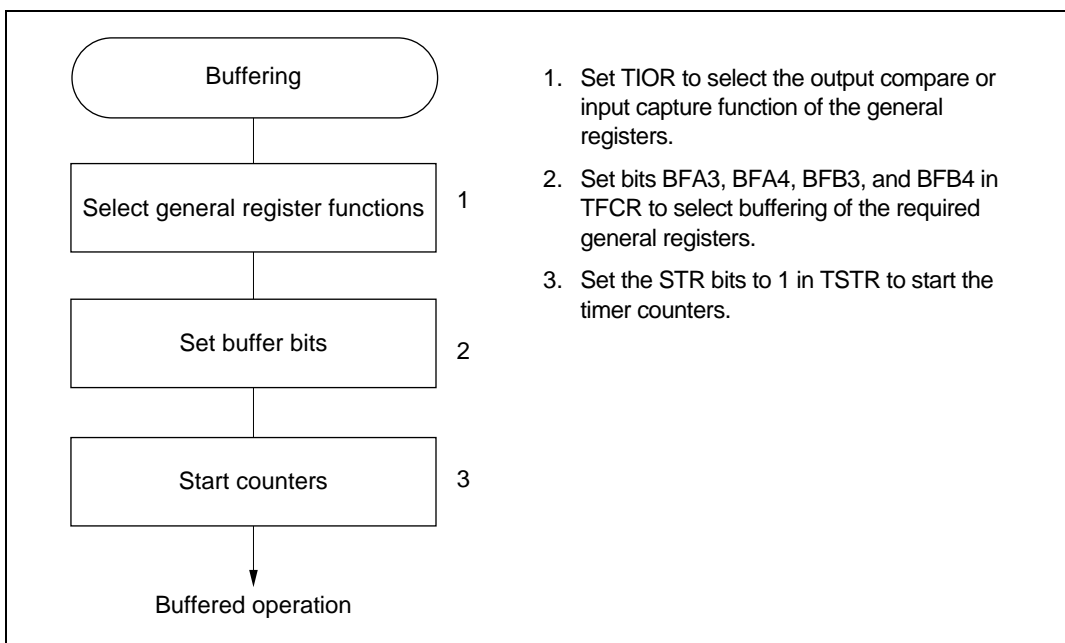 Buffering
Select general register functions
1
Set buffer bits
2
Start counters
3
Buffered operation
1. Set TIOR to select the output compare or
input capture function of the general
registers.
2. Set bits BFA3, BFA4, BFB3, and BFB4 in
TFCR to select buffering of the required
general registers.
3. Set the STR bits to 1 in TSTR to start the
timer counters.